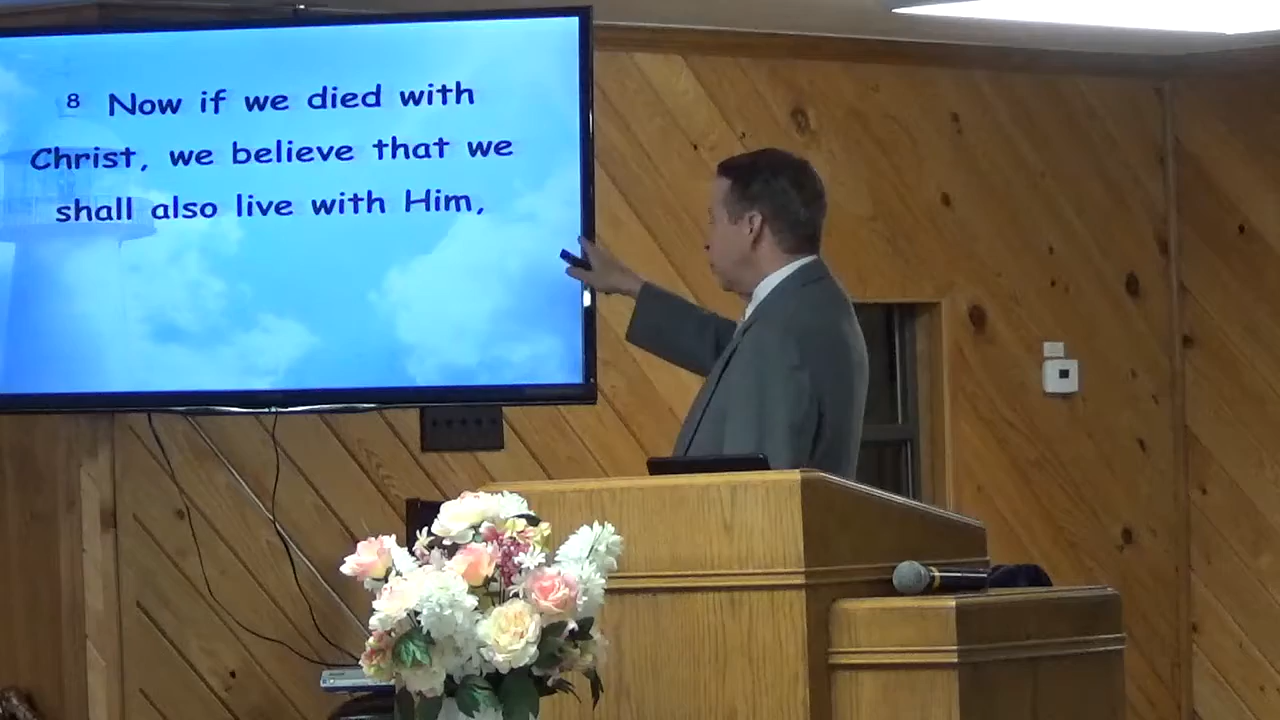 8 Now if we died with
Christ, we believe that we
shall also live with Him,